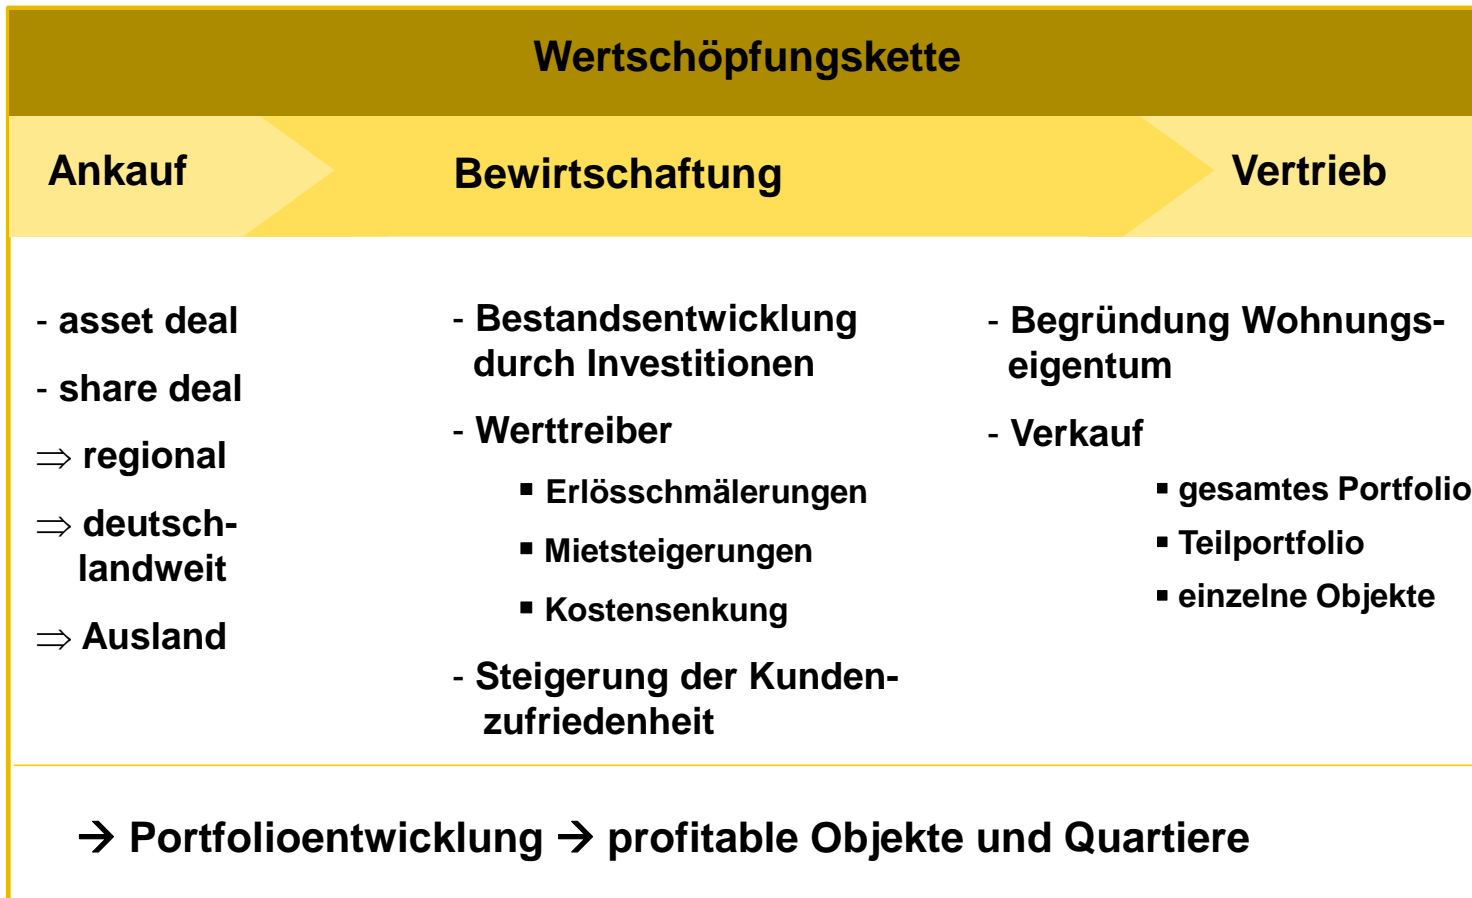 Wertschöpfungskette
Ankauf
Bewirtschaftung
Vertrieb
- asset deal
- share deal
⇒ regional
⇒ deutsch-
landweit
⇒ Ausland
- Bestandsentwicklung
durch Investitionen
- Werttreiber
▪ Erlösschmälerungen
▪ Mietsteigerungen
▪ Kostensenkung
- Steigerung der Kunden-
zufriedenheit
- Begründung Wohnungs-
eigentum
- Verkauf
▪ gesamtes Portfolio
▪ Teilportfolio
▪ einzelne Objekte
→ Portfolioentwicklung → profitable Objekte und Quartiere